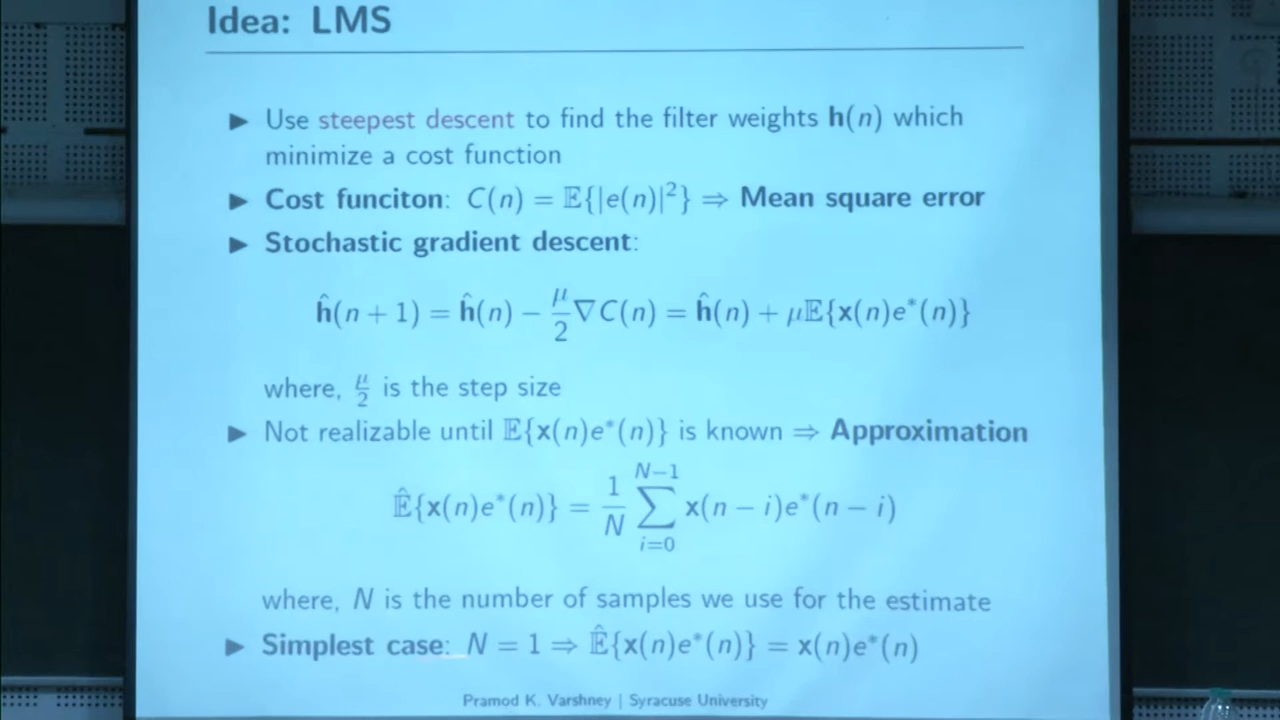 Idea: LMS
▶ Use steepest descent to find the filter weights h(n) which
minimize a cost function
▶ Cost funciton: C(n) = 𝔼{|e(n)|²} ⇒ Mean square error
▶ Stochastic gradient descent:
ĥ(n + 1) = ĥ(n) − μ/2 ∇C(n) = ĥ(n) + μ𝔼{x(n)e*(n)}
where, μ/2 is the step size
▶ Not realizable until 𝔼{x(n)e*(n)} is known ⇒ Approximation
𝔼̂{x(n)e*(n)} = 1/N ∑_{i=0}^{N−1} x(n − i)e*(n − i)
where, N is the number of samples we use for the estimate
▶ Simplest case: N = 1 ⇒ 𝔼̂{x(n)e*(n)} = x(n)e*(n)
Pramod K. Varshney | Syracuse University